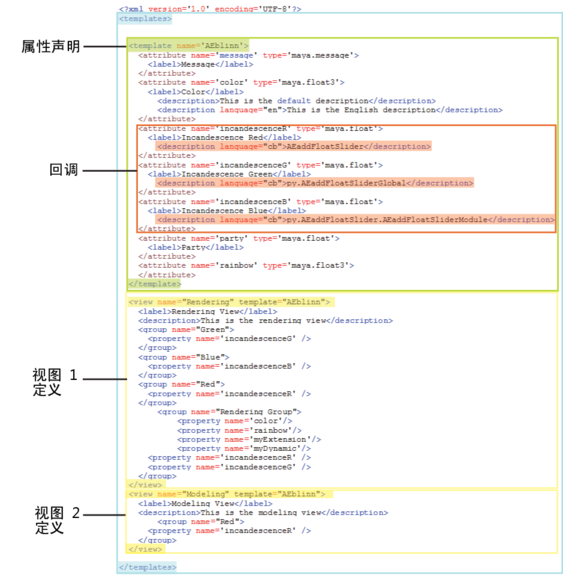 <?xml version='1.0' encoding='UTF-8'?>
<templates>
属性声明
<template name='AEblinn'>
<attribute name='message' type='maya.message'>
<label>Message</label>
</attribute>
<attribute name='color' type='maya.float3'>
<label>Color</label>
<description>This is the default description</description>
<description language="en">This is the English description</description>
</attribute>
回调
<attribute name='incandescenceR' type='maya.float'>
<label>Incandescence Red</label>
<description language="cb">AEaddFloatSlider</description>
</attribute>
<attribute name='incandescenceG' type='maya.float'>
<label>Incandescence Green</label>
<description language="cb">py.AEaddFloatSliderGlobal</description>
</attribute>
<attribute name='incandescenceB' type='maya.float'>
<label>Incandescence Blue</label>
<description language="cb">py.AEaddFloatSlider.AEaddFloatSliderModule</description>
</attribute>
<attribute name='party' type='maya.float'>
<label>Party</label>
<attribute name='rainbow' type='maya.float3'>
</attribute>
</template>
视图 1
定义
<view name="Rendering" template="AEblinn">
<label>Rendering View</label>
<description>This is the rendering view</description>
<group name="Green">
<property name='incandescenceG' />
</group>
<group name="Blue">
<property name='incandescenceB' />
</group>
<group name="Red">
<property name='incandescenceR' />
</group>
<group name="Rendering Group">
<property name='color'/>
<property name='rainbow'/>
<property name='myExtension'/>
<property name='myDynamic'/>
<property name='incandescenceR' />
<property name='incandescenceG' />
</group>
</view>
视图 2
定义
<view name="Modeling" template="AEblinn">
<label>Modeling View</label>
<description>This is the modeling view</description>
<group name="Red">
<property name='incandescenceR' />
</group>
</view>
</templates>